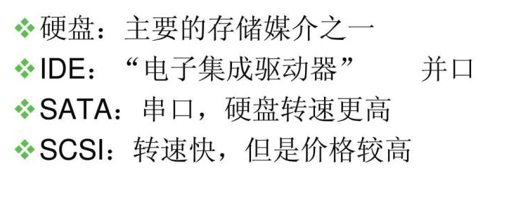 ❖硬盘：主要的存储媒介之一
❖IDE：“电子集成驱动器”　　并口
❖SATA：串口，硬盘转速更高
❖SCSI：转速快，但是价格较高